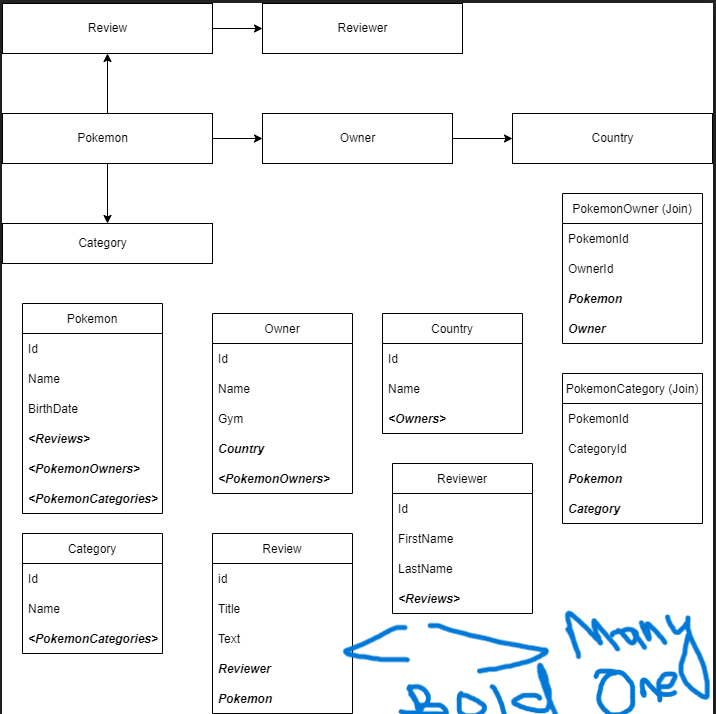 Review
Reviewer
Pokemon
Owner
Country
Category
PokemonOwner (Join)
PokemonId
OwnerId
Pokemon
Owner
Pokemon
Id
Name
BirthDate
<Reviews>
<PokemonOwners>
<PokemonCategories>
Owner
Id
Name
Gym
Country
<PokemonOwners>
Country
Id
Name
<Owners>
PokemonCategory (Join)
PokemonId
CategoryId
Pokemon
Category
Reviewer
Id
FirstName
LastName
<Reviews>
Category
Id
Name
<PokemonCategories>
Review
id
Title
Text
Reviewer
Pokemon
< > Many
Bold One